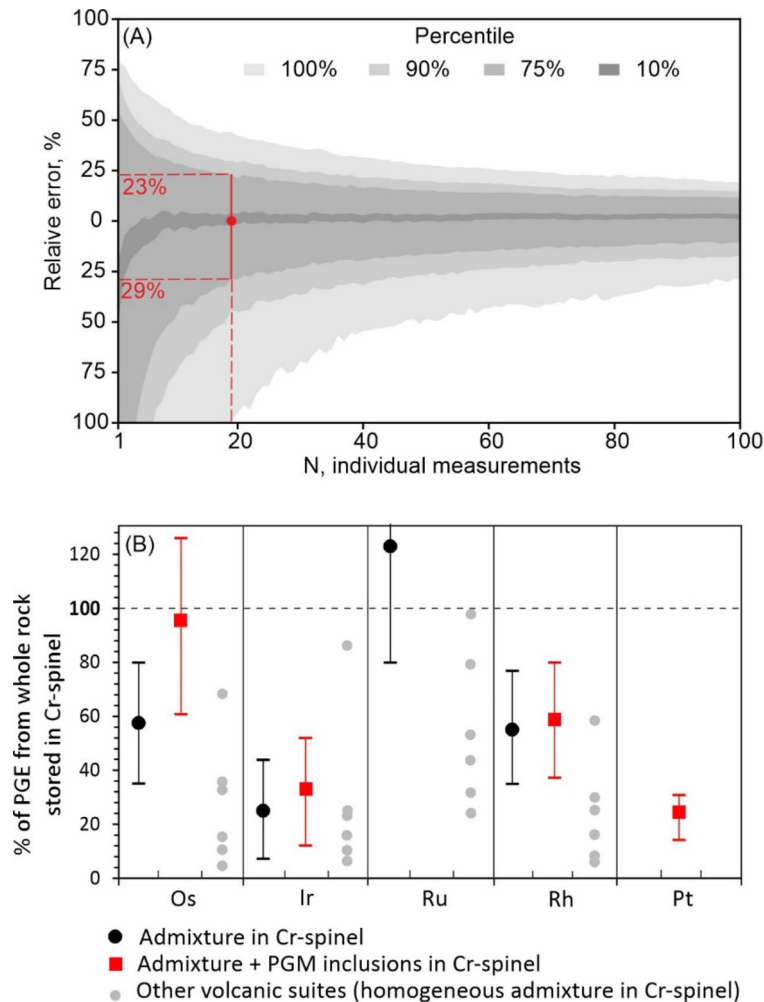 (A)
Percentile
100% 90% 75% 10%
Relaive error, %
100
75
50
25
0
25
50
75
100
23%
29%
1 20 40 60 80 100
N, individual measurements
(B)
% of PGE from whole rock
stored in Cr-spinel
120
100
80
60
40
20
0
Os Ir Ru Rh Pt
Admixture in Cr-spinel
Admixture + PGM inclusions in Cr-spinel
Other volcanic suites (homogeneous admixture in Cr-spinel)